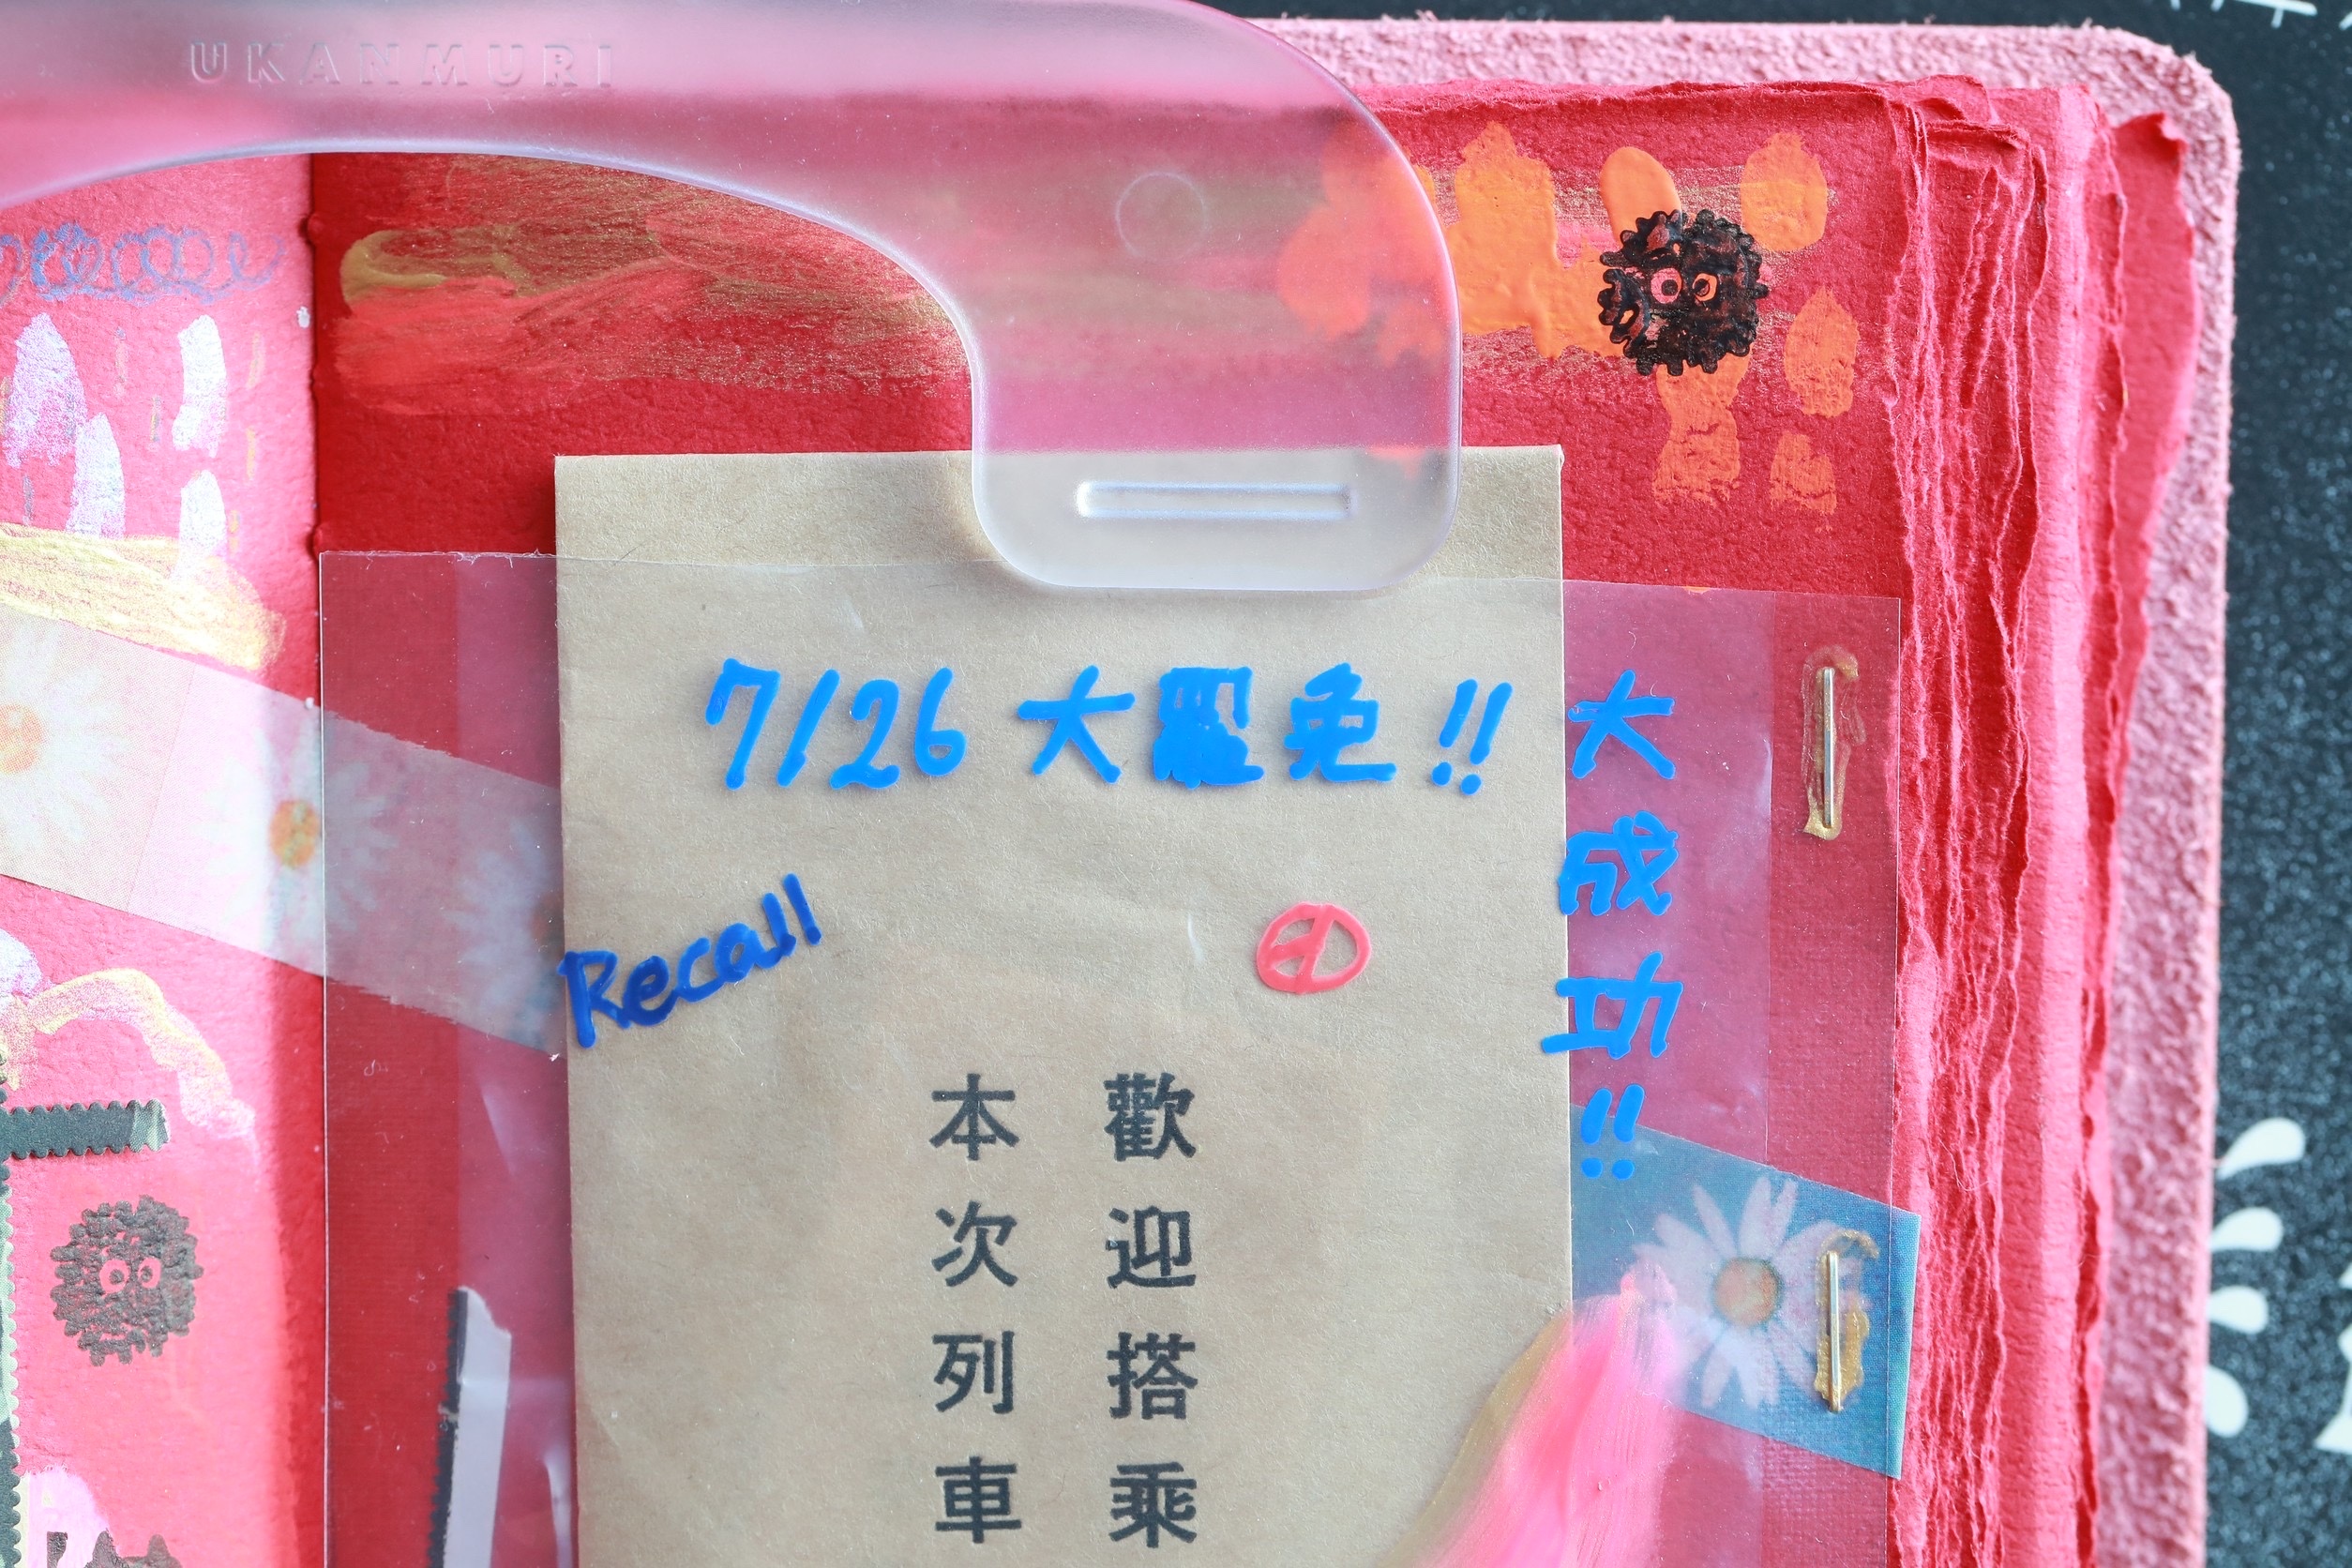 UKANMURI
7/26 大罷免!!
大成功!!
Recall
歡迎搭乘
本次列車